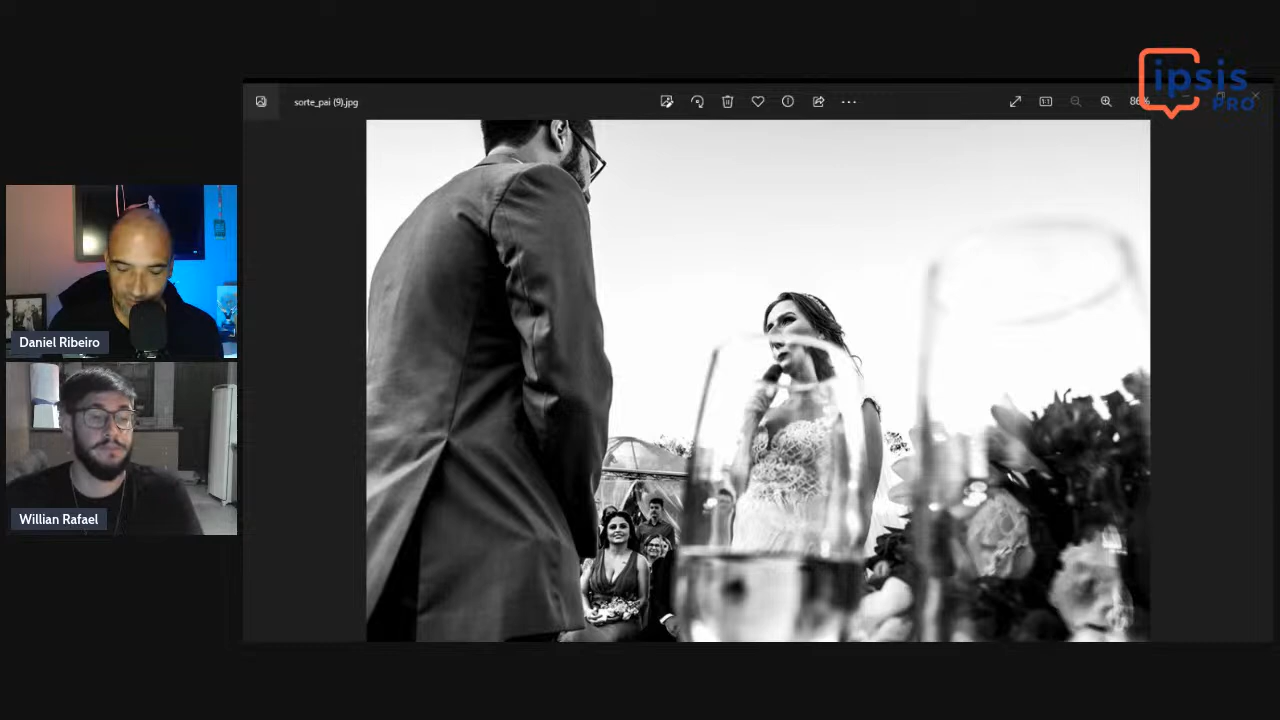 sorte_pai (9).jpg
ipsis
PRO
Daniel Ribeiro
Willian Rafael